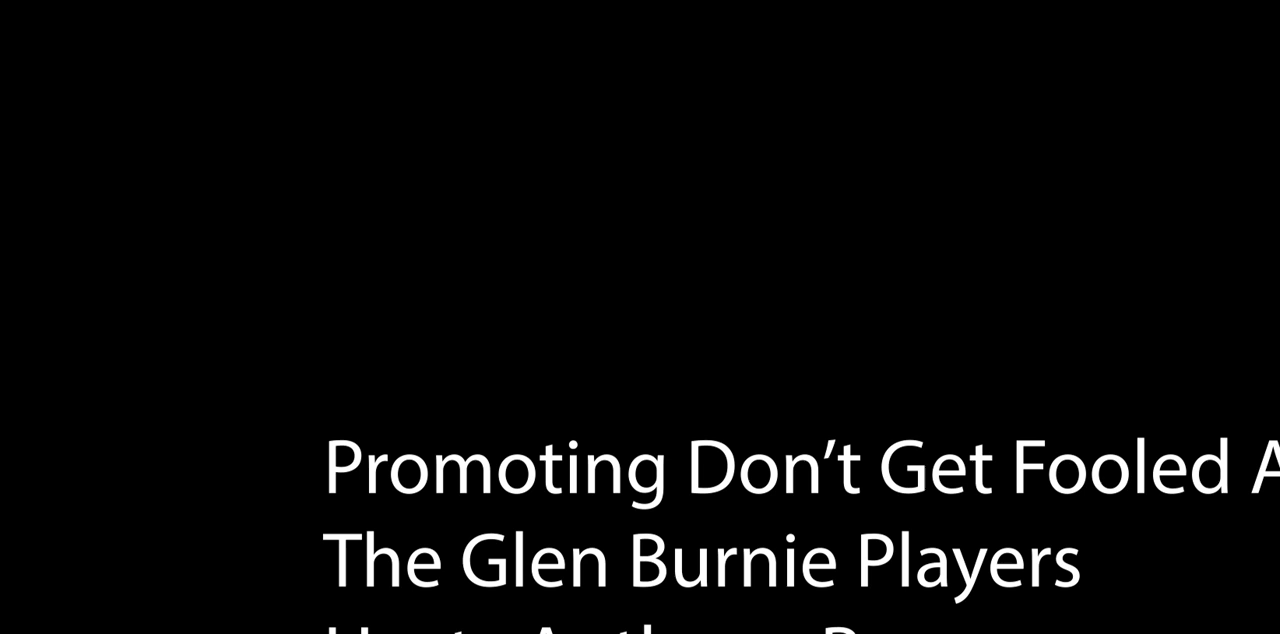 Promoting Don’t Get Fooled A
The Glen Burnie Players